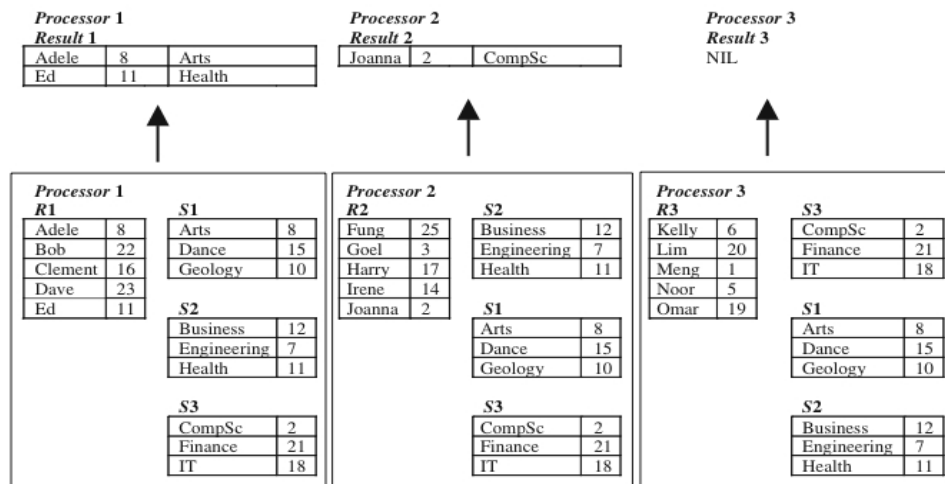 Processor 1
Result 1
Adele 8 Arts
Ed 11 Health
Processor 2
Result 2
Joanna 2 CompSc
Processor 3
Result 3
NIL
Processor 1
R1
Adele 8
Bob 22
Clement 16
Dave 23
Ed 11
S1
Arts 8
Dance 15
Geology 10
S2
Business 12
Engineering 7
Health 11
S3
CompSc 2
Finance 21
IT 18
Processor 2
R2
Fung 25
Goel 3
Harry 17
Irene 14
Joanna 2
S2
Business 12
Engineering 7
Health 11
S1
Arts 8
Dance 15
Geology 10
S3
CompSc 2
Finance 21
IT 18
Processor 3
R3
Kelly 6
Lim 20
Meng 1
Noor 5
Omar 19
S3
CompSc 2
Finance 21
IT 18
S1
Arts 8
Dance 15
Geology 10
S2
Business 12
Engineering 7
Health 11